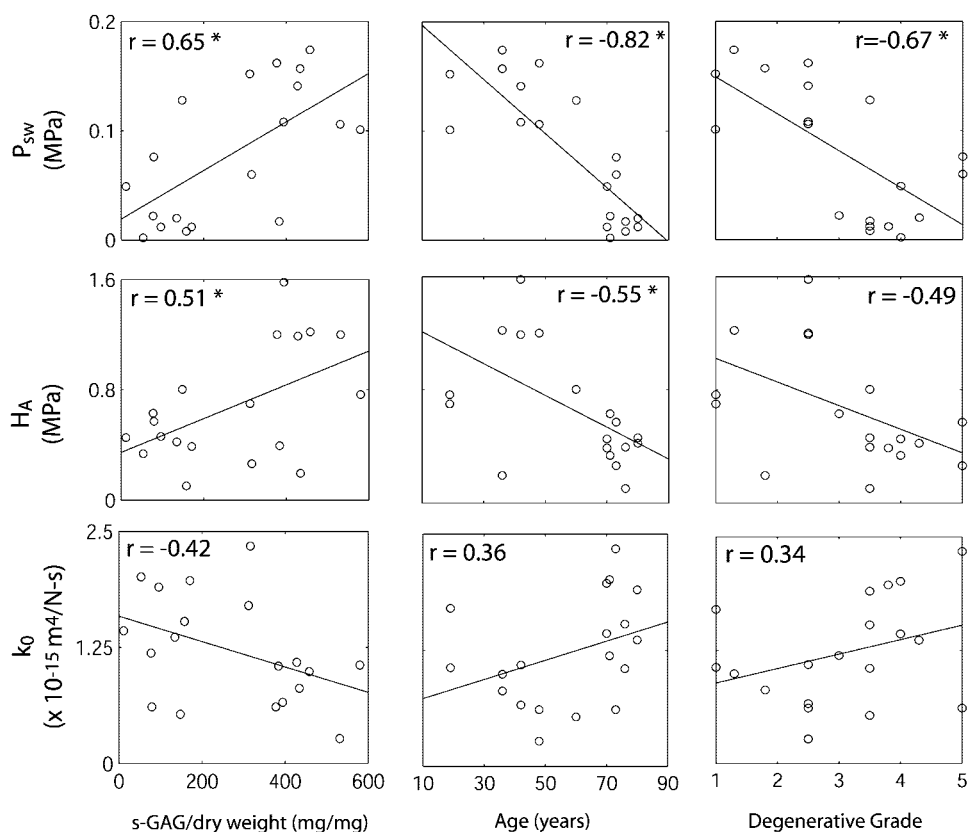 0.2
r = 0.65 *
r = -0.82 *
r=-0.67 *
P_sw
(MPa)
0.1
0
1.6
r = 0.51 *
r = -0.55 *
r = -0.49
H_A
(MPa)
0.8
0
2.5
r = -0.42
r = 0.36
r = 0.34
k_0
(x 10^-15 m^4/N-s)
1.25
0
0 200 400 600
10 30 50 70 90
1 2 3 4 5
s-GAG/dry weight (mg/mg)
Age (years)
Degenerative Grade